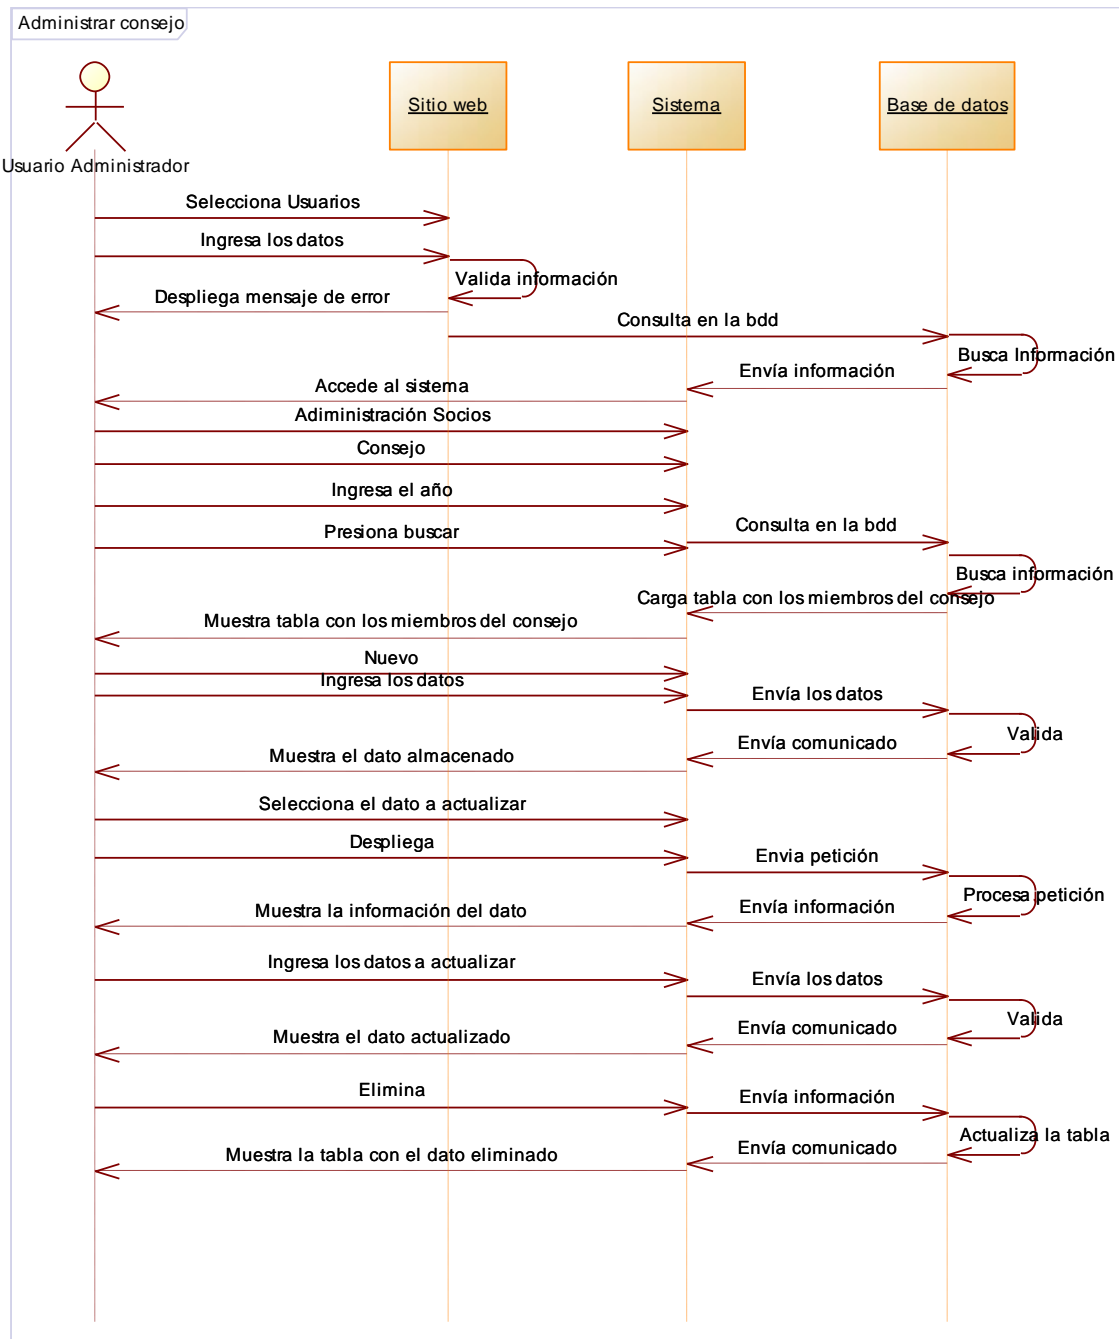 Administrar consejo
Sitio web
Sistema
Base de datos
Usuario Administrador
Selecciona Usuarios
Ingresa los datos
Valida información
Despliega mensaje de error
Consulta en la bdd
Busca Información
Envía información
Accede al sistema
Adiministración Socios
Consejo
Ingresa el año
Presiona buscar
Consulta en la bdd
Busca información
Carga tabla con los miembros del consejo
Muestra tabla con los miembros del consejo
Nuevo
Ingresa los datos
Envía los datos
Valida
Envía comunicado
Muestra el dato almacenado
Selecciona el dato a actualizar
Despliega
Envia petición
Procesa petición
Envía información
Muestra la información del dato
Ingresa los datos a actualizar
Envía los datos
Valida
Envía comunicado
Muestra el dato actualizado
Elimina
Envía información
Actualiza la tabla
Envía comunicado
Muestra la tabla con el dato eliminado